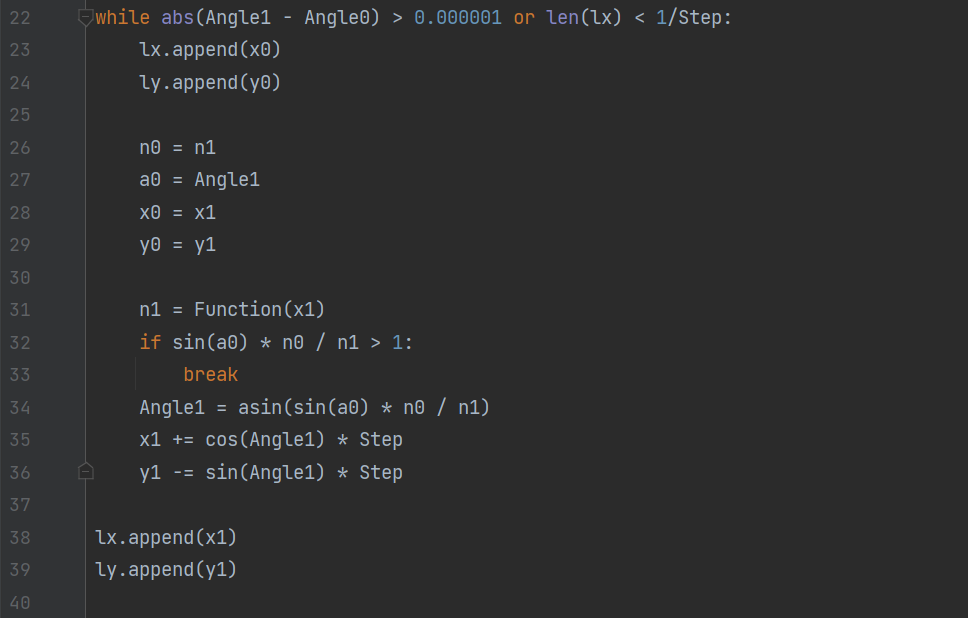 22 while abs(Angle1 - Angle0) > 0.000001 or len(lx) < 1/Step:
23     lx.append(x0)
24     ly.append(y0)
25
26     n0 = n1
27     a0 = Angle1
28     x0 = x1
29     y0 = y1
30
31     n1 = Function(x1)
32     if sin(a0) * n0 / n1 > 1:
33         break
34     Angle1 = asin(sin(a0) * n0 / n1)
35     x1 += cos(Angle1) * Step
36     y1 -= sin(Angle1) * Step
37
38 lx.append(x1)
39 ly.append(y1)
40